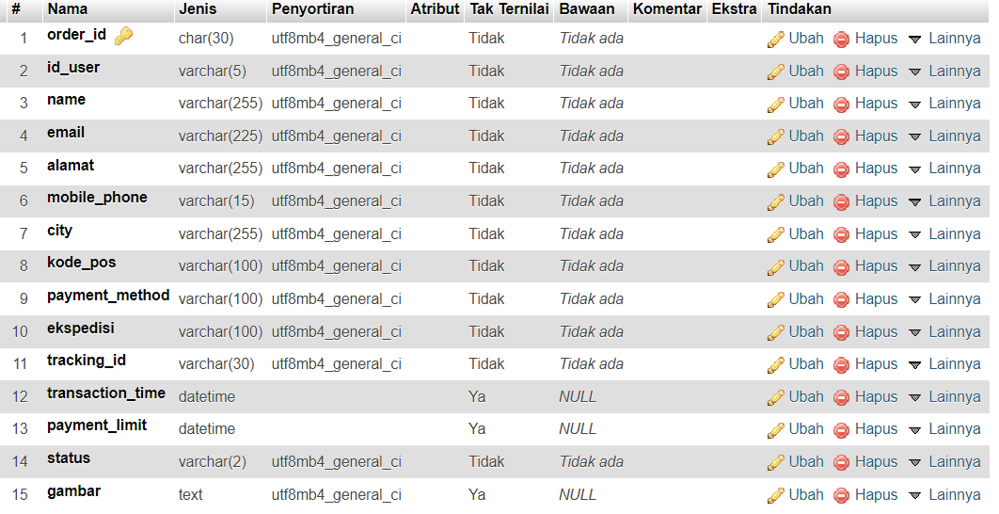 # Nama Jenis Penyortiran Atribut Tak Ternilai Bawaan Komentar Ekstra Tindakan
1 order_id char(30) utf8mb4_general_ci Tidak Tidak ada Ubah Hapus Lainnya
2 id_user varchar(5) utf8mb4_general_ci Tidak Tidak ada Ubah Hapus Lainnya
3 name varchar(255) utf8mb4_general_ci Tidak Tidak ada Ubah Hapus Lainnya
4 email varchar(225) utf8mb4_general_ci Tidak Tidak ada Ubah Hapus Lainnya
5 alamat varchar(255) utf8mb4_general_ci Tidak Tidak ada Ubah Hapus Lainnya
6 mobile_phone varchar(15) utf8mb4_general_ci Tidak Tidak ada Ubah Hapus Lainnya
7 city varchar(255) utf8mb4_general_ci Tidak Tidak ada Ubah Hapus Lainnya
8 kode_pos varchar(100) utf8mb4_general_ci Tidak Tidak ada Ubah Hapus Lainnya
9 payment_method varchar(100) utf8mb4_general_ci Tidak Tidak ada Ubah Hapus Lainnya
10 ekspedisi varchar(100) utf8mb4_general_ci Tidak Tidak ada Ubah Hapus Lainnya
11 tracking_id varchar(30) utf8mb4_general_ci Tidak Tidak ada Ubah Hapus Lainnya
12 transaction_time datetime Ya NULL Ubah Hapus Lainnya
13 payment_limit datetime Ya NULL Ubah Hapus Lainnya
14 status varchar(2) utf8mb4_general_ci Tidak Tidak ada Ubah Hapus Lainnya
15 gambar text utf8mb4_general_ci Ya NULL Ubah Hapus Lainnya